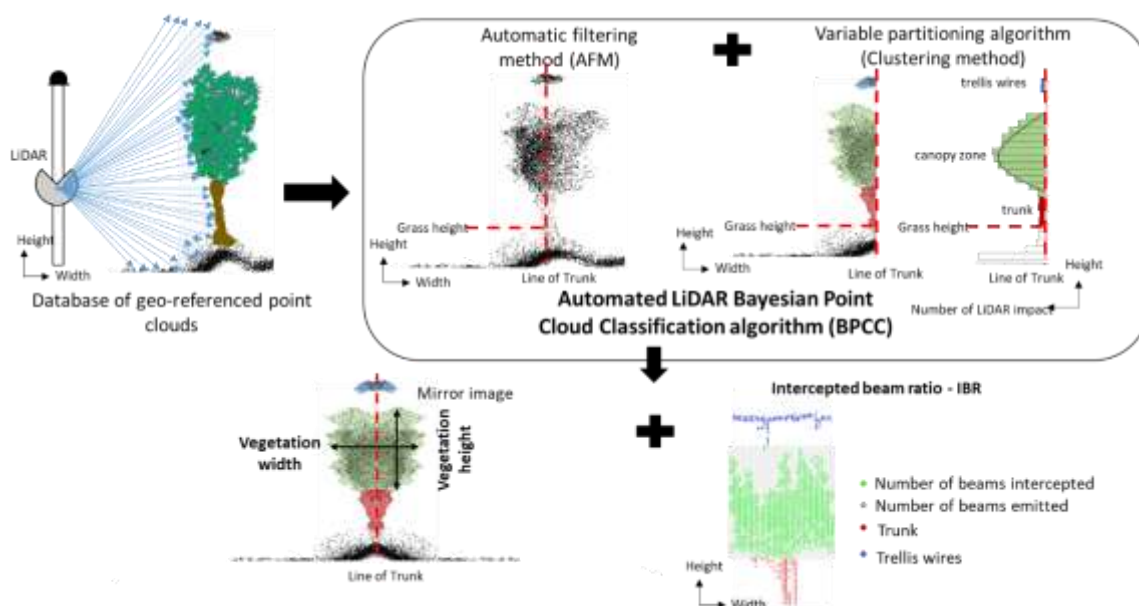 LiDAR
Height
Width
Database of geo-referenced point
clouds
Automatic filtering
method (AFM)
Grass height
Height
Width
Line of Trunk
Variable partitioning algorithm
(Clustering method)
trellis wires
canopy zone
trunk
Grass height
Grass height
Height
Width
Line of Trunk
Line of Trunk
Height
Number of LiDAR impact
Automated LiDAR Bayesian Point
Cloud Classification algorithm (BPCC)
Mirror image
Vegetation
width
Vegetation
height
Line of Trunk
Intercepted beam ratio - IBR
Number of beams intercepted
Number of beams emitted
Trunk
Trellis wires
Height
Width